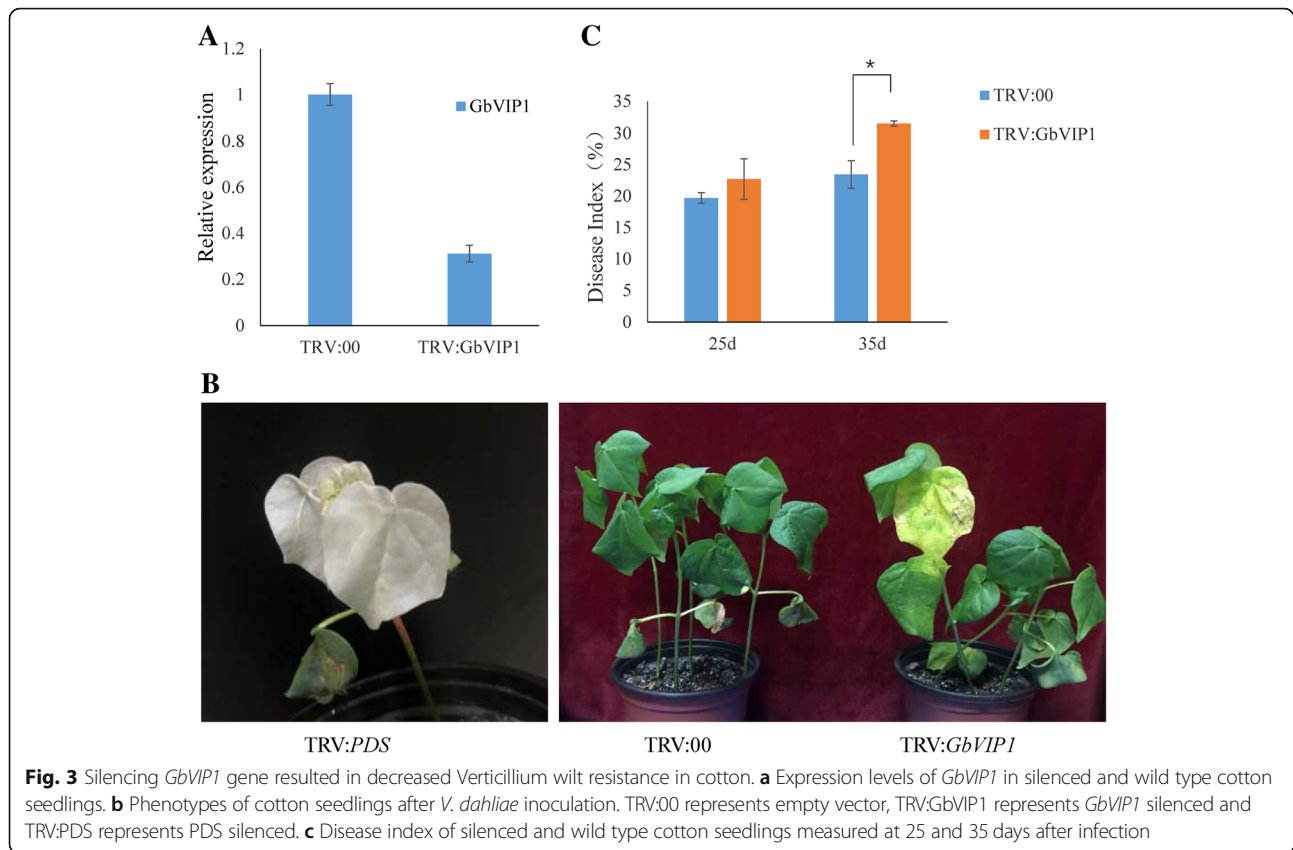 A
1.2
1
0.8
0.6
0.4
0.2
0
Relative expression
GbVIP1
TRV:00 TRV:GbVIP1
C
*
35
30
25
20
15
10
5
0
Disease Index（%）
TRV:00
TRV:GbVIP1
25d 35d
B
TRV:PDS TRV:00 TRV:GbVIP1
Fig. 3 Silencing GbVIP1 gene resulted in decreased Verticillium wilt resistance in cotton. a Expression levels of GbVIP1 in silenced and wild type cotton
seedlings. b Phenotypes of cotton seedlings after V. dahliae inoculation. TRV:00 represents empty vector, TRV:GbVIP1 represents GbVIP1 silenced and
TRV:PDS represents PDS silenced. c Disease index of silenced and wild type cotton seedlings measured at 25 and 35 days after infection